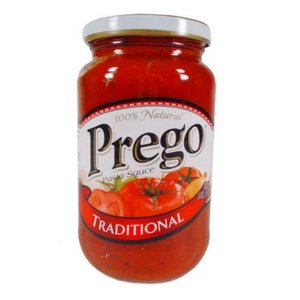 100% Natural
Prego
Pasta Sauce
TRADITIONAL